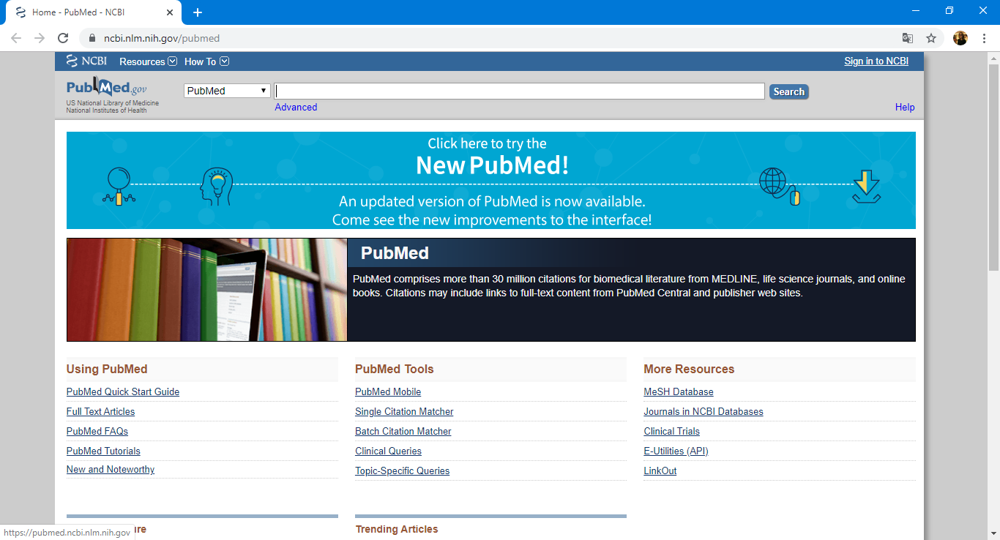 Home - PubMed - NCBI
ncbi.nlm.nih.gov/pubmed
NCBI Resources How To Sign in to NCBI
PubMed.gov
US National Library of Medicine
National Institutes of Health
PubMed
Search
Advanced
Help
Click here to try the
New PubMed!
An updated version of PubMed is now available.
Come see the new improvements to the interface!
PubMed
PubMed comprises more than 30 million citations for biomedical literature from MEDLINE, life science journals, and online
books. Citations may include links to full-text content from PubMed Central and publisher web sites.
Using PubMed
PubMed Quick Start Guide
Full Text Articles
PubMed FAQs
PubMed Tutorials
New and Noteworthy
PubMed Tools
PubMed Mobile
Single Citation Matcher
Batch Citation Matcher
Clinical Queries
Topic-Specific Queries
More Resources
MeSH Database
Journals in NCBI Databases
Clinical Trials
E-Utilities (API)
LinkOut
Trending Articles
https://pubmed.ncbi.nlm.nih.gov